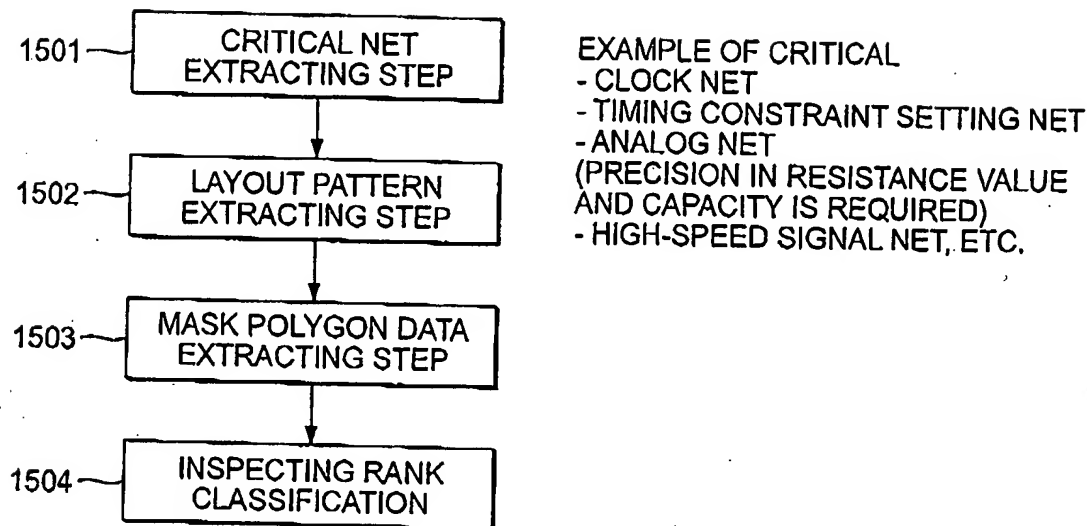 1501
CRITICAL NET
EXTRACTING STEP
1502
LAYOUT PATTERN
EXTRACTING STEP
1503
MASK POLYGON DATA
EXTRACTING STEP
1504
INSPECTING RANK
CLASSIFICATION
EXAMPLE OF CRITICAL
- CLOCK NET
- TIMING CONSTRAINT SETTING NET
- ANALOG NET
(PRECISION IN RESISTANCE VALUE
AND CAPACITY IS REQUIRED)
- HIGH-SPEED SIGNAL NET, ETC.